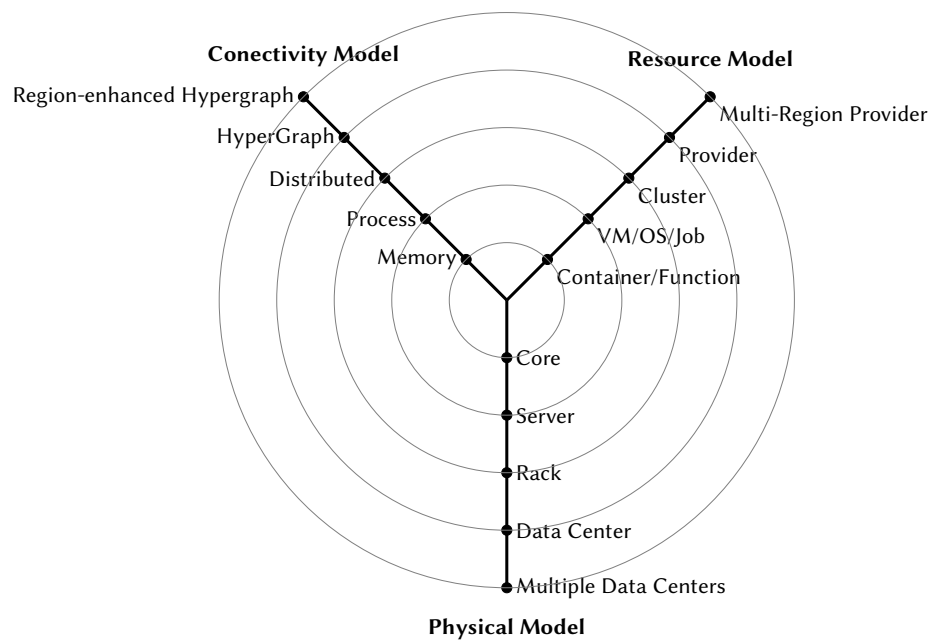 Conectivity Model
Resource Model
Region-enhanced Hypergraph
Multi-Region Provider
HyperGraph
Provider
Distributed
Cluster
Process
VM/OS/Job
Memory
Container/Function
Core
Server
Rack
Data Center
Multiple Data Centers
Physical Model